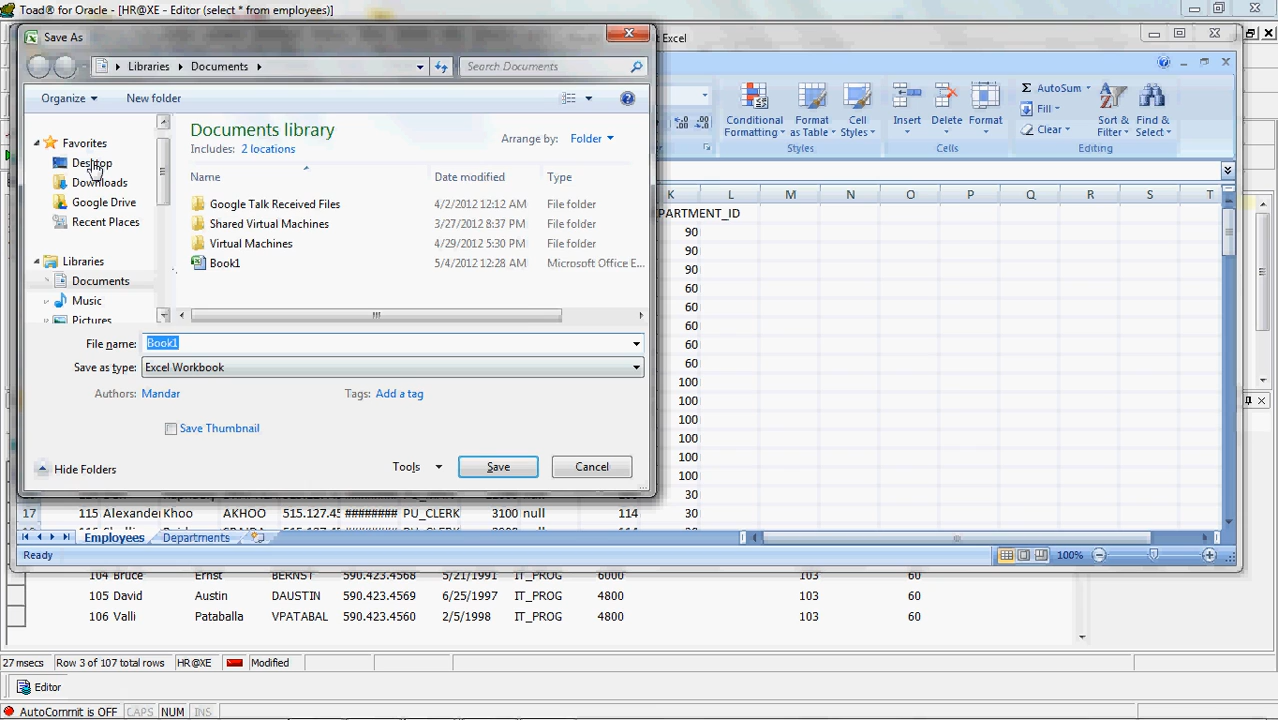 Toad® for Oracle - [HR@XE - Editor (select * from employees)]
Save As
Excel
Libraries Documents
Search Documents
Organize New folder
Favorites
Desktop
Downloads
Google Drive
Recent Places
Libraries
Documents
Music
Pictures
Documents library
Includes: 2 locations
Arrange by: Folder
Name Date modified Type
Google Talk Received Files 4/2/2012 12:12 AM File folder
Shared Virtual Machines 3/27/2012 8:37 PM File folder
Virtual Machines 4/29/2012 5:30 PM File folder
Book1 5/4/2012 12:28 AM Microsoft Office E...
File name: Book1
Save as type: Excel Workbook
Authors: Mandar Tags: Add a tag
Save Thumbnail
Hide Folders Tools Save Cancel
Conditional Formatting
Format as Table
Cell Styles
Styles
Insert Delete Format
Cells
AutoSum
Fill
Clear
Sort & Filter
Find & Select
Editing
K L M N O P Q R S T
PARTMENT_ID
90
90
90
60
60
60
60
60
100
100
100
100
100
100
30
17 115 Alexander Khoo AKHOO 515.127.45 ######## PU_CLERK 3100 null 114 30
Employees Departments
Ready 100%
104 Bruce Ernst BERNST 590.423.4568 5/21/1991 IT_PROG 6000 103 60
105 David Austin DAUSTIN 590.423.4569 6/25/1997 IT_PROG 4800 103 60
106 Valli Pataballa VPATABAL 590.423.4560 2/5/1998 IT_PROG 4800 103 60
27 msecs Row 3 of 107 total rows HR@XE Modified
Editor
AutoCommit is OFF CAPS NUM INS